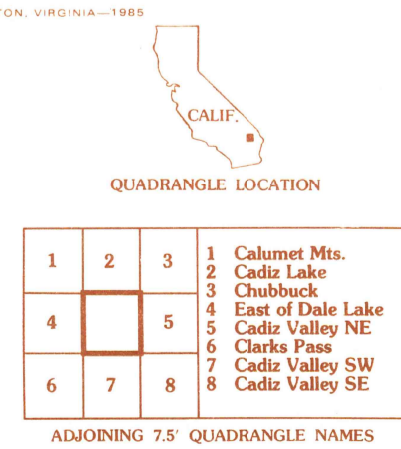 TON, VIRGINIA—1985
CALIF.
QUADRANGLE LOCATION
1 2 3
4 5
6 7 8
1 Calumet Mts.
2 Cadiz Lake
3 Chubbuck
4 East of Dale Lake
5 Cadiz Valley NE
6 Clarks Pass
7 Cadiz Valley SW
8 Cadiz Valley SE
ADJOINING 7.5′ QUADRANGLE NAMES